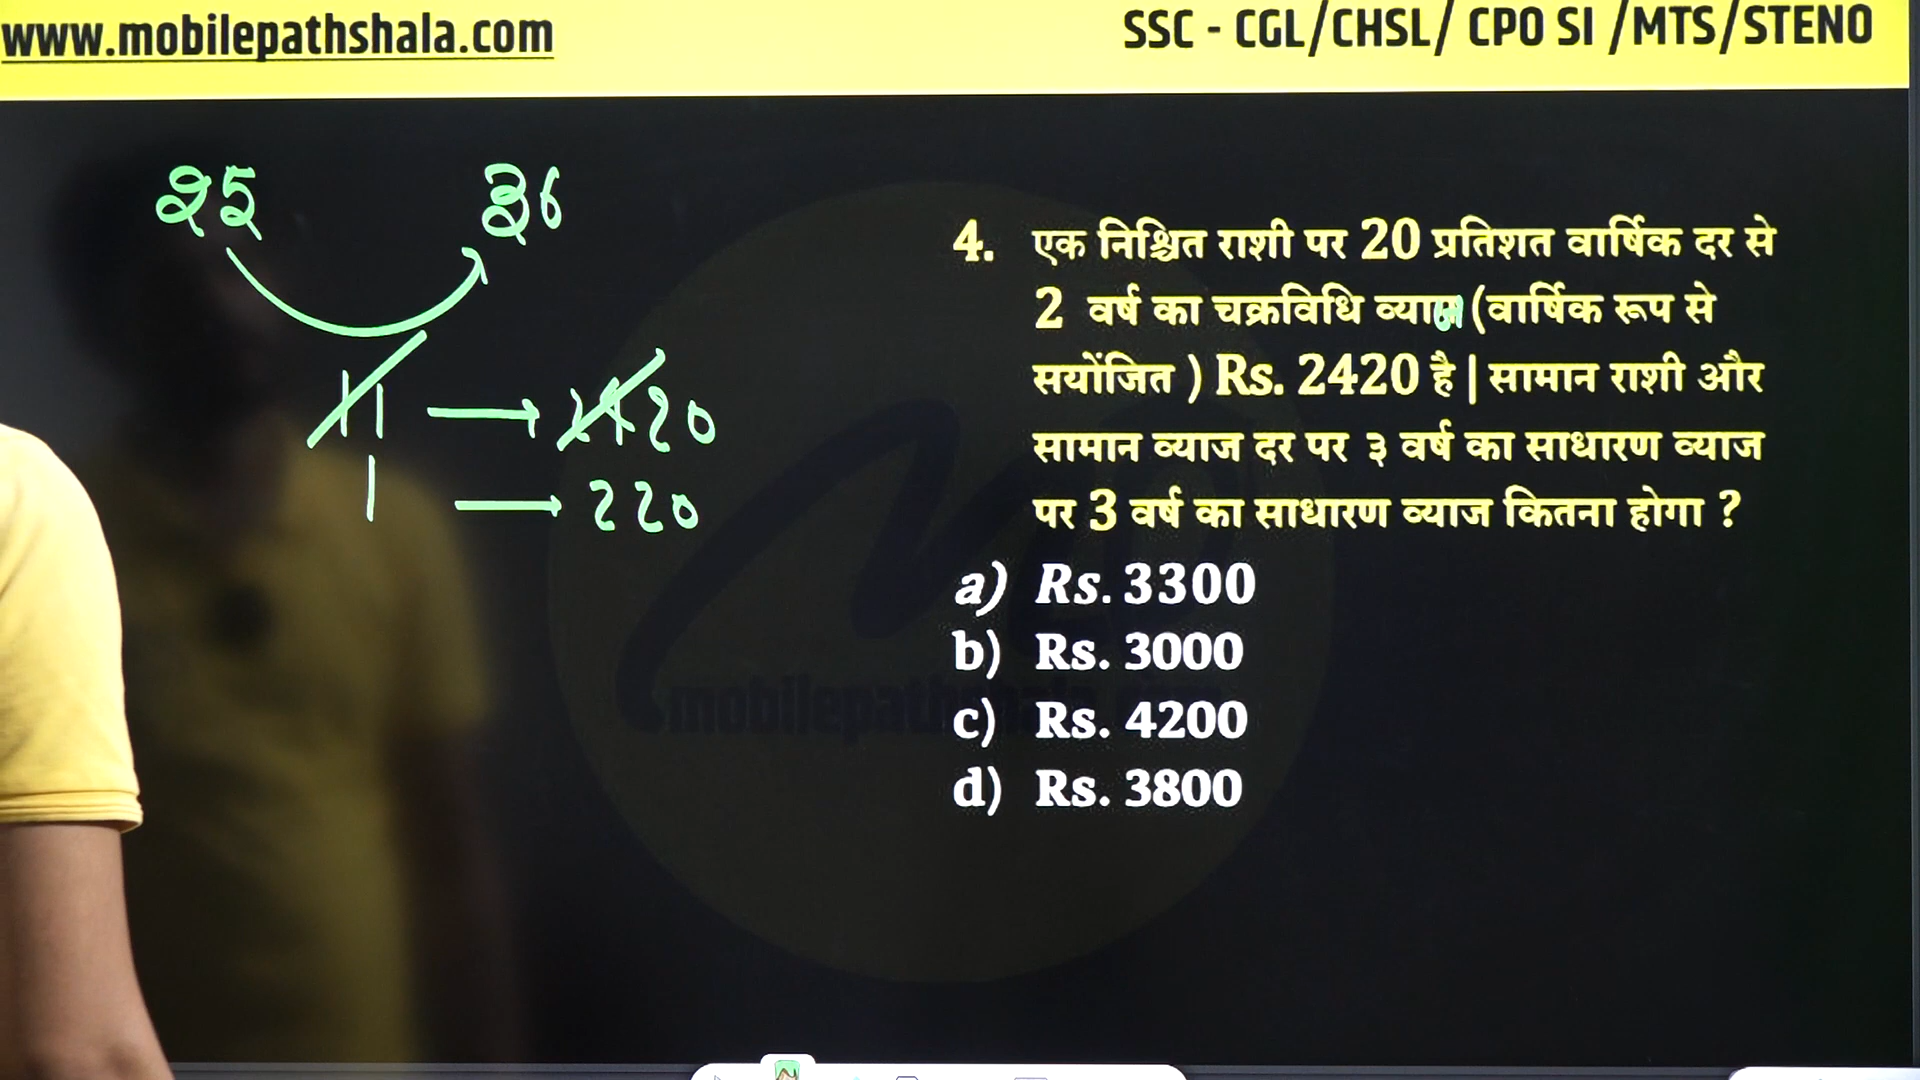 www.mobilepathshala.com
SSC - CGL/CHSL/ CPO SI /MTS/STENO
25 36
11 → 2420
1 → 220
4. एक निश्चित राशी पर 20 प्रतिशत वार्षिक दर से
2 वर्ष का चक्रविधि व्याज (वार्षिक रूप से
सयोंजित ) Rs. 2420 है | सामान राशी और
सामान व्याज दर पर ३ वर्ष का साधारण व्याज
पर 3 वर्ष का साधारण व्याज कितना होगा ?
a) Rs. 3300
b) Rs. 3000
c) Rs. 4200
d) Rs. 3800
mobilepathshala.com